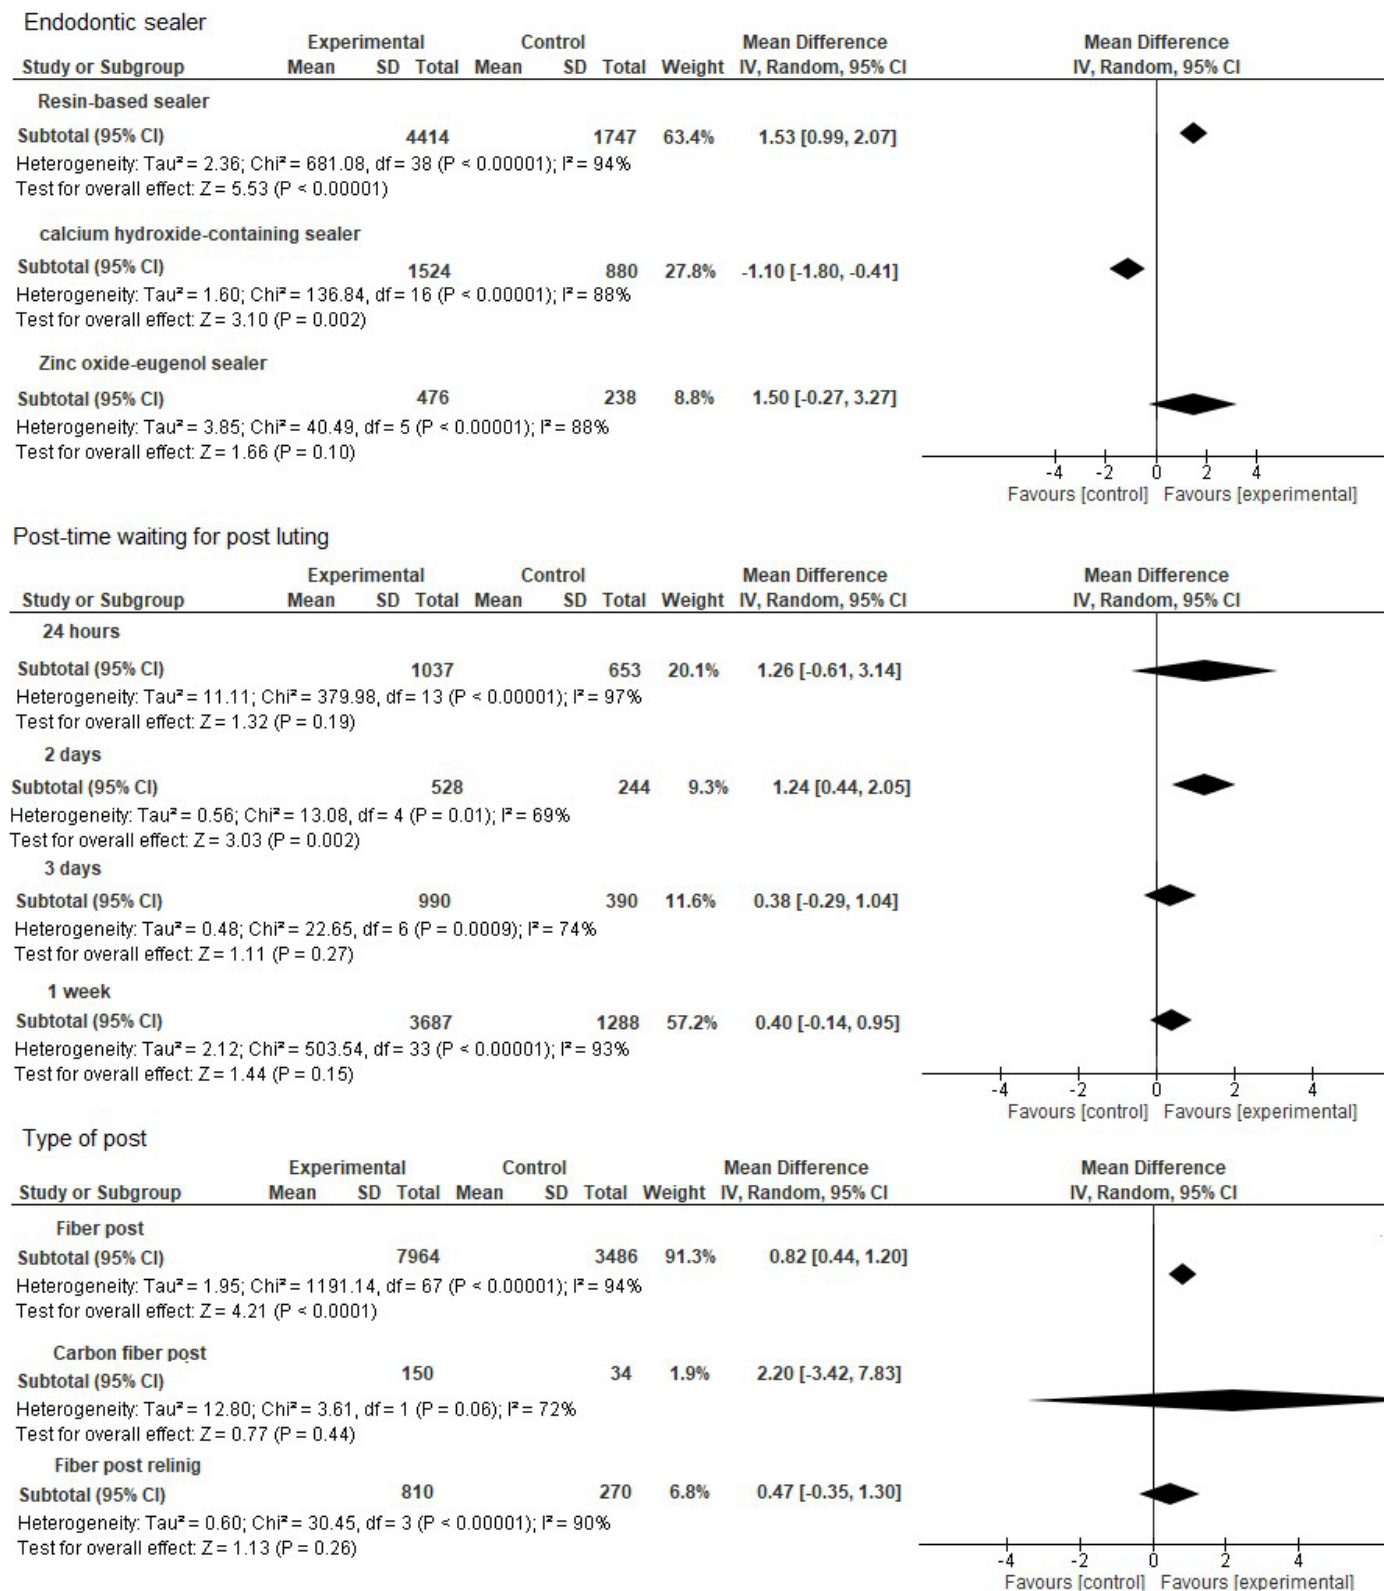 Endodontic sealer
Experimental Control Mean Difference Mean Difference
Study or Subgroup Mean SD Total Mean SD Total Weight IV, Random, 95% CI IV, Random, 95% CI
Resin-based sealer
Subtotal (95% CI) 4414 1747 63.4% 1.53 [0.99, 2.07]
Heterogeneity: Tau² = 2.36; Chi² = 681.08, df = 38 (P < 0.00001); I² = 94%
Test for overall effect: Z = 5.53 (P < 0.00001)
calcium hydroxide-containing sealer
Subtotal (95% CI) 1524 880 27.8% -1.10 [-1.80, -0.41]
Heterogeneity: Tau² = 1.60; Chi² = 136.84, df = 16 (P < 0.00001); I² = 88%
Test for overall effect: Z = 3.10 (P = 0.002)
Zinc oxide-eugenol sealer
Subtotal (95% CI) 476 238 8.8% 1.50 [-0.27, 3.27]
Heterogeneity: Tau² = 3.85; Chi² = 40.49, df = 5 (P < 0.00001); I² = 88%
Test for overall effect: Z = 1.66 (P = 0.10)
-4 -2 0 2 4
Favours [control] Favours [experimental]
Post-time waiting for post luting
Experimental Control Mean Difference Mean Difference
Study or Subgroup Mean SD Total Mean SD Total Weight IV, Random, 95% CI IV, Random, 95% CI
24 hours
Subtotal (95% CI) 1037 653 20.1% 1.26 [-0.61, 3.14]
Heterogeneity: Tau² = 11.11; Chi² = 379.98, df = 13 (P < 0.00001); I² = 97%
Test for overall effect: Z = 1.32 (P = 0.19)
2 days
Subtotal (95% CI) 528 244 9.3% 1.24 [0.44, 2.05]
Heterogeneity: Tau² = 0.56; Chi² = 13.08, df = 4 (P = 0.01); I² = 69%
Test for overall effect: Z = 3.03 (P = 0.002)
3 days
Subtotal (95% CI) 990 390 11.6% 0.38 [-0.29, 1.04]
Heterogeneity: Tau² = 0.48; Chi² = 22.65, df = 6 (P = 0.0009); I² = 74%
Test for overall effect: Z = 1.11 (P = 0.27)
1 week
Subtotal (95% CI) 3687 1288 57.2% 0.40 [-0.14, 0.95]
Heterogeneity: Tau² = 2.12; Chi² = 503.54, df = 33 (P < 0.00001); I² = 93%
Test for overall effect: Z = 1.44 (P = 0.15)
-4 -2 0 2 4
Favours [control] Favours [experimental]
Type of post
Experimental Control Mean Difference Mean Difference
Study or Subgroup Mean SD Total Mean SD Total Weight IV, Random, 95% CI IV, Random, 95% CI
Fiber post
Subtotal (95% CI) 7964 3486 91.3% 0.82 [0.44, 1.20]
Heterogeneity: Tau² = 1.95; Chi² = 1191.14, df = 67 (P < 0.00001); I² = 94%
Test for overall effect: Z = 4.21 (P < 0.0001)
Carbon fiber post
Subtotal (95% CI) 150 34 1.9% 2.20 [-3.42, 7.83]
Heterogeneity: Tau² = 12.80; Chi² = 3.61, df = 1 (P = 0.06); I² = 72%
Test for overall effect: Z = 0.77 (P = 0.44)
Fiber post relinig
Subtotal (95% CI) 810 270 6.8% 0.47 [-0.35, 1.30]
Heterogeneity: Tau² = 0.60; Chi² = 30.45, df = 3 (P < 0.00001); I² = 90%
Test for overall effect: Z = 1.13 (P = 0.26)
-4 -2 0 2 4
Favours [control] Favours [experimental]